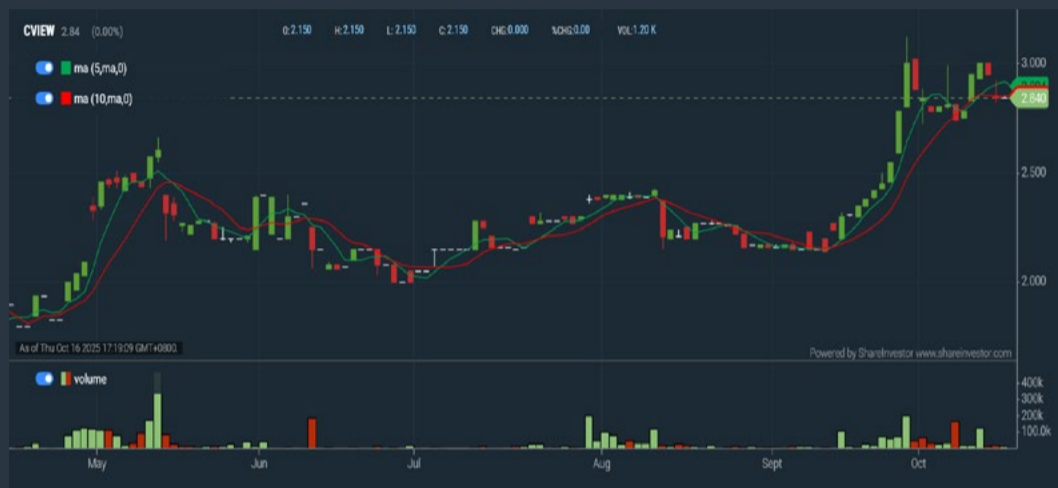 CVIEW 2.84 (0.00%) O:2.150 H:2.150 L:2.150 C:2.150 CHG:0.000 %CHG:0.00 VOL:1.20 K
ma (5,ma,0)
ma (10,ma,0)
3.000
2.840
2.500
2.000
As of Thu Oct 16 2025 17:19:09 GMT+0800.
Powered by ShareInvestor www.shareinvestor.com
volume
400k
300k
200k
100.0k
May Jun Jul Aug Sept Oct